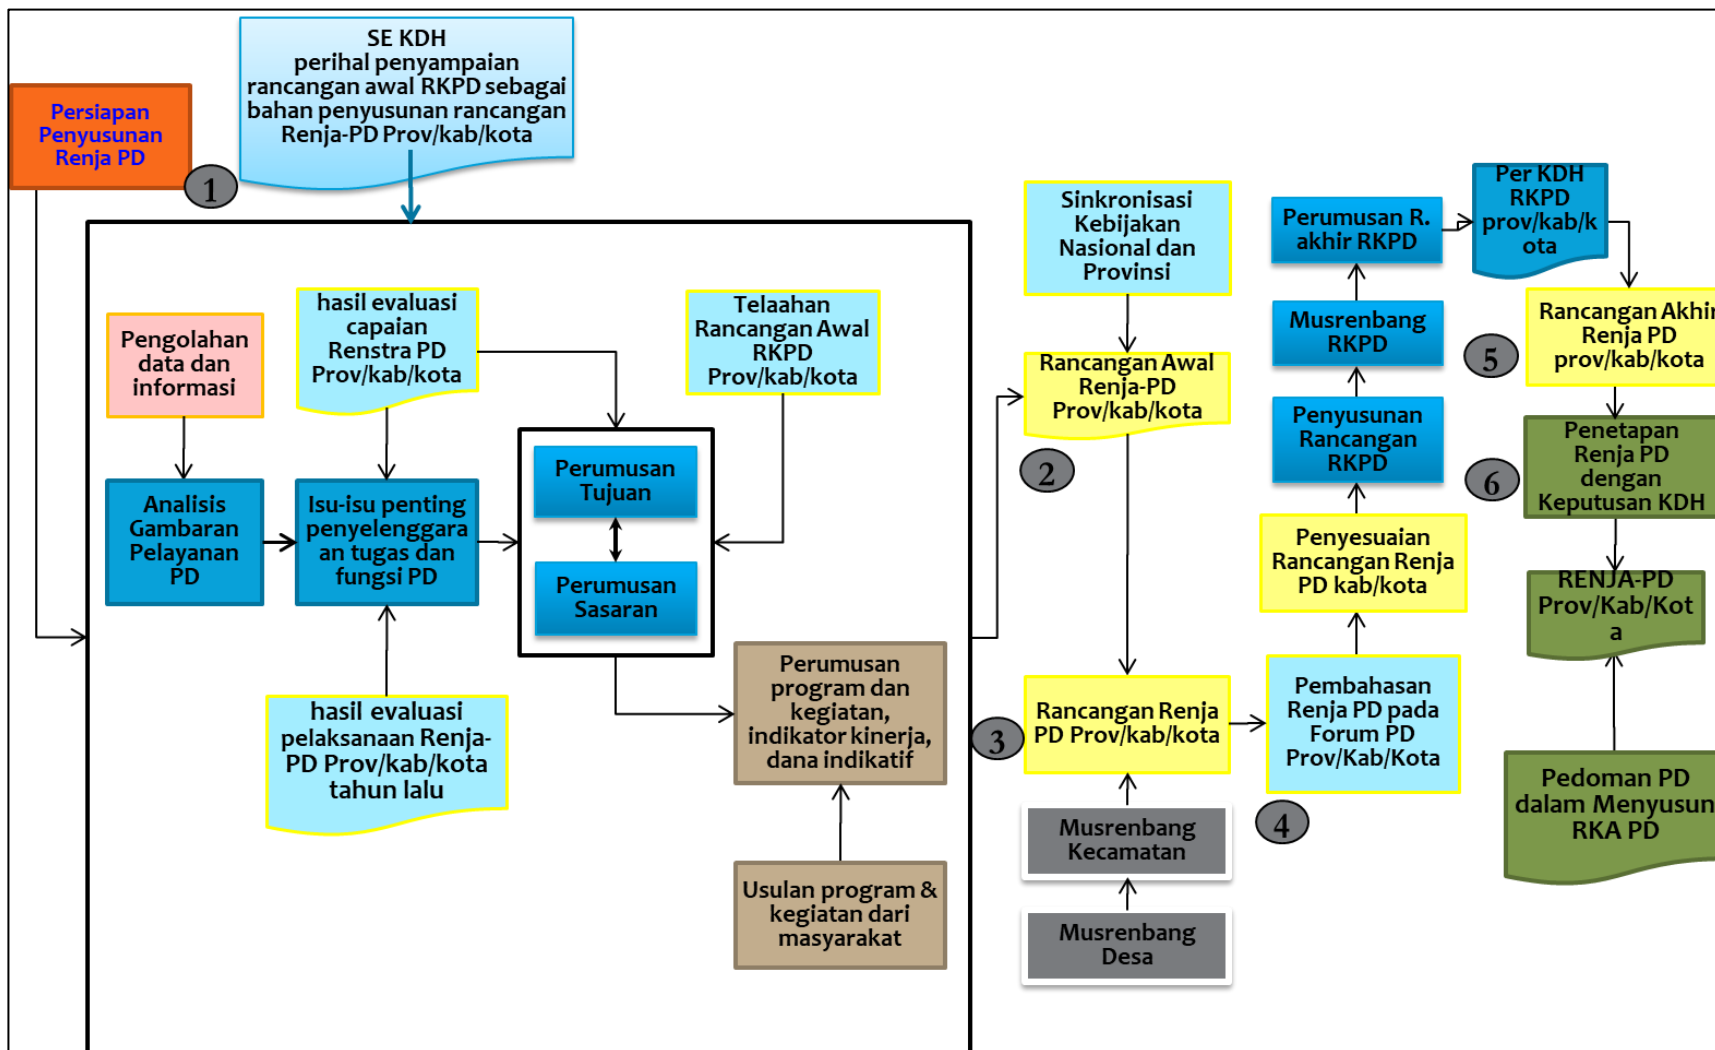 SE KDH
perihal penyampaian
rancangan awal RKPD sebagai
bahan penyusunan rancangan
Renja-PD Prov/kab/kota
Persiapan
Penyusunan
Renja PD
1
hasil evaluasi
capaian
Renstra PD
Prov/kab/kota
Telaahan
Rancangan Awal
RKPD
Prov/kab/kota
Pengolahan
data dan
informasi
Analisis
Gambaran
Pelayanan
PD
Isu-isu penting
penyelenggara
an tugas dan
fungsi PD
Perumusan
Tujuan
Perumusan
Sasaran
hasil evaluasi
pelaksanaan Renja-
PD Prov/kab/kota
tahun lalu
Perumusan
program dan
kegiatan,
indikator kinerja,
dana indikatif
Usulan program &
kegiatan dari
masyarakat
Sinkronisasi
Kebijakan
Nasional dan
Provinsi
Rancangan Awal
Renja-PD
Prov/kab/kota
2
3
Rancangan Renja
PD Prov/kab/kota
Musrenbang
Kecamatan
Musrenbang
Desa
4
Pembahasan
Renja PD pada
Forum PD
Prov/Kab/Kota
Penyesuaian
Rancangan Renja
PD kab/kota
Penyusunan
Rancangan
RKPD
Musrenbang
RKPD
Perumusan R.
akhir RKPD
Per KDH
RKPD
prov/kab/k
ota
5
Rancangan Akhir
Renja PD
prov/kab/kota
6
Penetapan
Renja PD
dengan
Keputusan KDH
RENJA-PD
Prov/Kab/Kot
a
Pedoman PD
dalam Menyusun
RKA PD